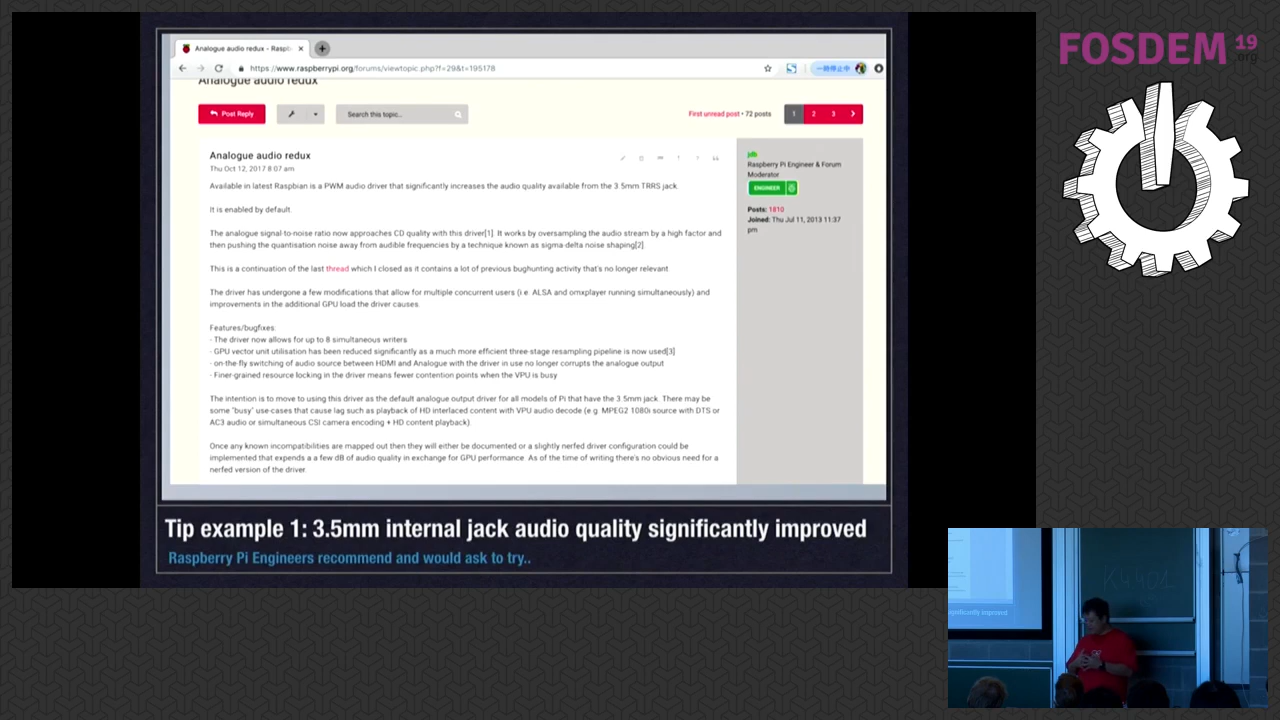 Analogue audio redux - Raspb
https://www.raspberrypi.org/forums/viewtopic.php?f=29&t=195178
一時停止中
Analogue audio redux
Post Reply
Search this topic...
First unread post • 72 posts
1 2 3
Analogue audio redux
Thu Oct 12, 2017 8:07 am
Available in latest Raspbian is a PWM audio driver that significantly increases the audio quality available from the 3.5mm TRRS jack.
It is enabled by default.
The analogue signal-to-noise ratio now approaches CD quality with this driver[1]. It works by oversampling the audio stream by a high factor and
then pushing the quantisation noise away from audible frequencies by a technique known as sigma-delta noise shaping[2].
This is a continuation of the last thread which I closed as it contains a lot of previous bughunting activity that's no longer relevant.
The driver has undergone a few modifications that allow for multiple concurrent users (i.e. ALSA and omxplayer running simultaneously) and
improvements in the additional GPU load the driver causes.
Features/bugfixes:
- The driver now allows for up to 8 simultaneous writers
- GPU vector unit utilisation has been reduced significantly as a much more efficient three-stage resampling pipeline is now used[3]
- on-the-fly switching of audio source between HDMI and Analogue with the driver in use no longer corrupts the analogue output
- Finer-grained resource locking in the driver means fewer contention points when the VPU is busy
The intention is to move to using this driver as the default analogue output driver for all models of Pi that have the 3.5mm jack. There may be
some "busy" use-cases that cause lag such as playback of HD interlaced content with VPU audio decode (e.g. MPEG2 1080i source with DTS or
AC3 audio or simultaneous CSI camera encoding + HD content playback).
Once any known incompatibilities are mapped out then they will either be documented or a slightly nerfed driver configuration could be
implemented that expends a a few dB of audio quality in exchange for GPU performance. As of the time of writing there's no obvious need for a
nerfed version of the driver.
jdb
Raspberry Pi Engineer & Forum
Moderator
ENGINEER
Posts: 1810
Joined: Thu Jul 11, 2013 11:37
pm
Tip example 1: 3.5mm internal jack audio quality significantly improved
Raspberry Pi Engineers recommend and would ask to try..
FOSDEM 19
.org
significantly improved